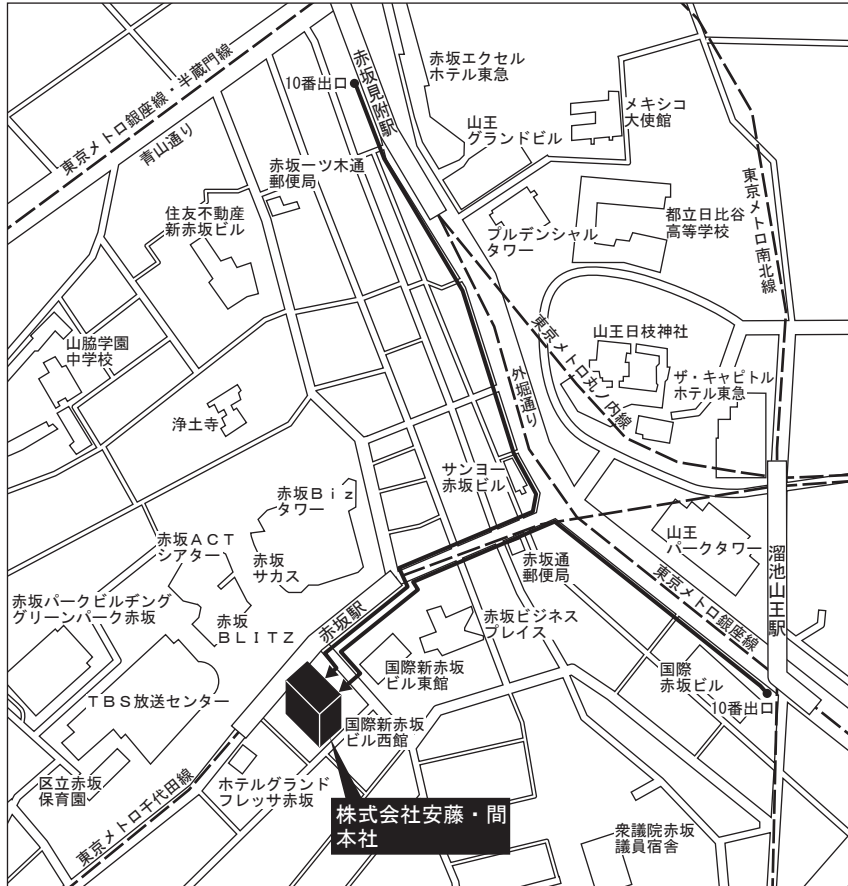 東京メトロ銀座線・半蔵門線
青山通り
10番出口
赤坂見附駅
赤坂エクセル
ホテル東急
山王
グランドビル
メキシコ
大使館
赤坂一ツ木通
郵便局
住友不動産
新赤坂ビル
プルデンシャル
タワー
都立日比谷
高等学校
東京メトロ南北線
山脇学園
中学校
浄土寺
外堀通り
東京メトロ丸ノ内線
山王日枝神社
ザ・キャピトル
ホテル東急
サンヨー
赤坂ビル
赤坂Ｂｉｚ
タワー
赤坂ＡＣＴ
シアター
赤坂
サカス
山王
パークタワー
溜池山王駅
赤坂通
郵便局
東京メトロ銀座線
赤坂パークビルヂング
グリーンパーク赤坂
赤坂
ＢＬＩＴＺ
赤坂駅
赤坂ビジネス
プレイス
国際新赤坂
ビル東館
国際
赤坂ビル
10番出口
ＴＢＳ放送センター
国際新赤坂
ビル西館
区立赤坂
保育園
東京メトロ千代田線
ホテルグランド
フレッサ赤坂
株式会社安藤・間
本社
衆議院赤坂
議員宿舎